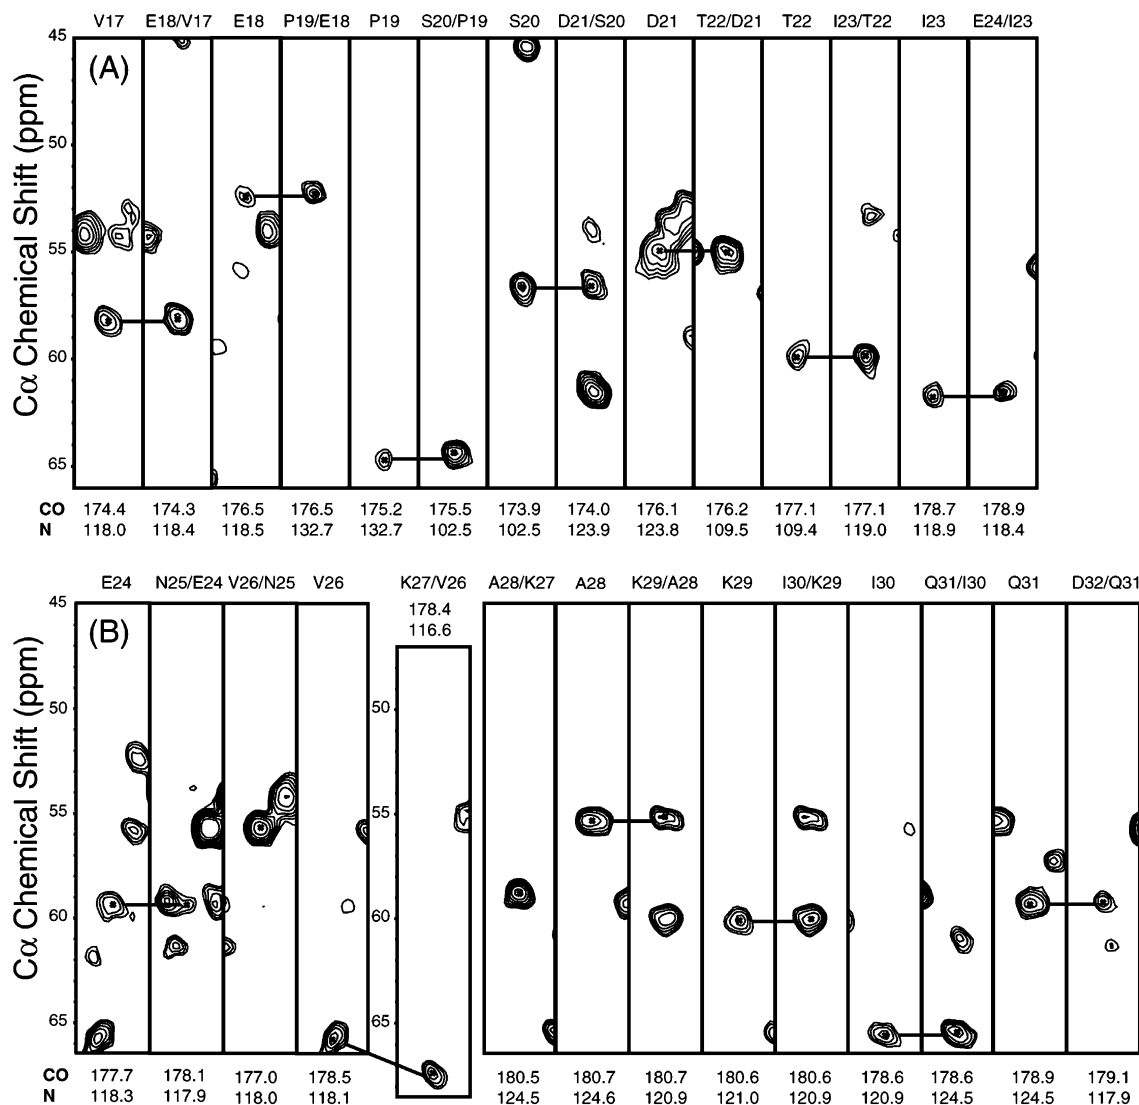 V17 E18/V17 E18 P19/E18 P19 S20/P19 S20 D21/S20 D21 T22/D21 T22 I23/T22 I23 E24/I23
(A)
Cα Chemical Shift (ppm)
45
50
55
60
65
CO 174.4 174.3 176.5 176.5 175.2 175.5 173.9 174.0 176.1 176.2 177.1 177.1 178.7 178.9
N 118.0 118.4 118.5 132.7 132.7 102.5 102.5 123.9 123.8 109.5 109.4 119.0 118.9 118.4
E24 N25/E24 V26/N25 V26 K27/V26 A28/K27 A28 K29/A28 K29 I30/K29 I30 Q31/I30 Q31 D32/Q31
178.4
116.6
(B)
Cα Chemical Shift (ppm)
45
50 50
55 55
60 60
65 65
CO 177.7 178.1 177.0 178.5 180.5 180.7 180.7 180.6 180.6 178.6 178.6 178.9 179.1
N 118.3 117.9 118.0 118.1 124.5 124.6 120.9 121.0 120.9 120.9 124.5 124.5 117.9